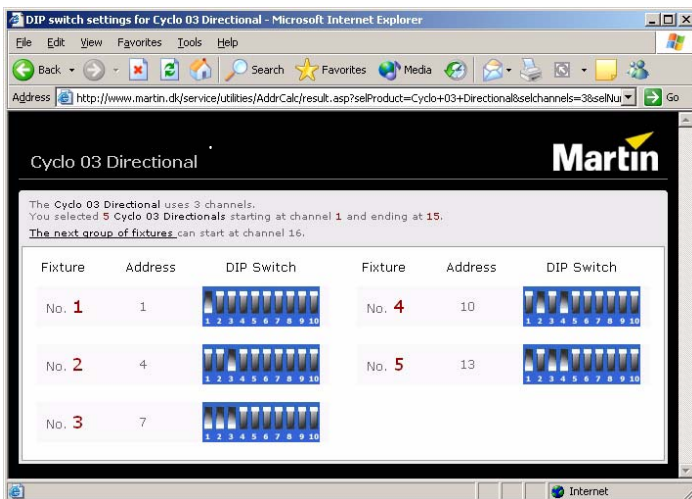 DIP switch settings for Cyclo 03 Directional - Microsoft Internet Explorer
File Edit View Favorites Tools Help
Back Search Favorites Media
Address http://www.martin.dk/service/utilities/AddrCalc/result.asp?selProduct=Cyclo+03+Directional&selchannels=3&selNu Go
Cyclo 03 Directional
Martin
The Cyclo 03 Directional uses 3 channels.
You selected 5 Cyclo 03 Directionals starting at channel 1 and ending at 15.
The next group of fixtures can start at channel 16.
Fixture Address DIP Switch Fixture Address DIP Switch
No. 1 1 No. 4 10
1 2 3 4 5 6 7 8 9 10 1 2 3 4 5 6 7 8 9 10
No. 2 4 No. 5 13
1 2 3 4 5 6 7 8 9 10 1 2 3 4 5 6 7 8 9 10
No. 3 7
1 2 3 4 5 6 7 8 9 10
Internet